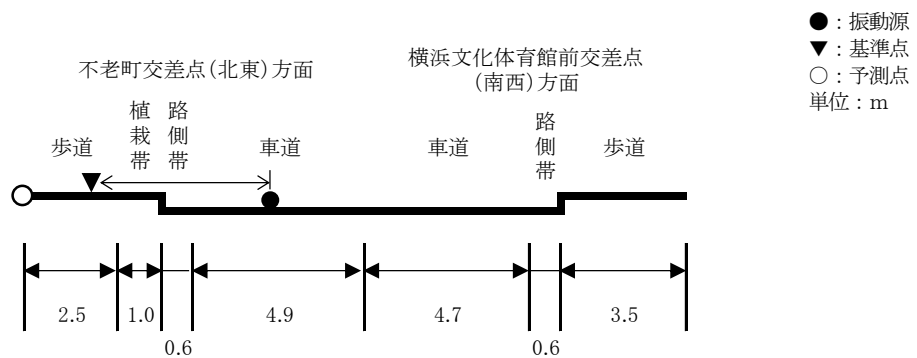 ●：振動源
▼：基準点
○：予測点
単位：m
不老町交差点(北東)方面
横浜文化体育館前交差点
(南西)方面
歩道
植栽帯
路側帯
車道
車道
路側帯
歩道
2.5
1.0
0.6
4.9
4.7
0.6
3.5